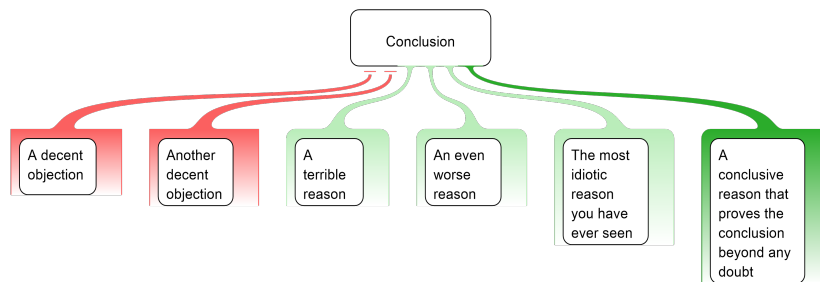 Conclusion
A decent
objection
Another
decent
objection
A
terrible
reason
An even
worse
reason
The most
idiotic
reason
you have
ever seen
A
conclusive
reason that
proves the
conclusion
beyond any
doubt